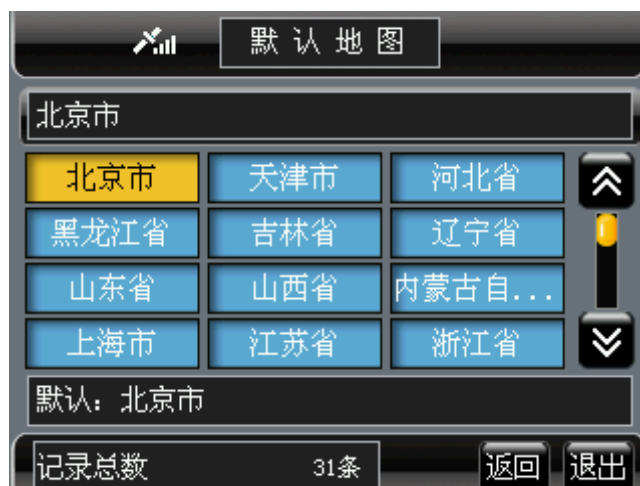 默认地图
北京市
北京市 天津市 河北省
黑龙江省 吉林省 辽宁省
山东省 山西省 内蒙古自...
上海市 江苏省 浙江省
默认：北京市
记录总数 31条 返回 退出